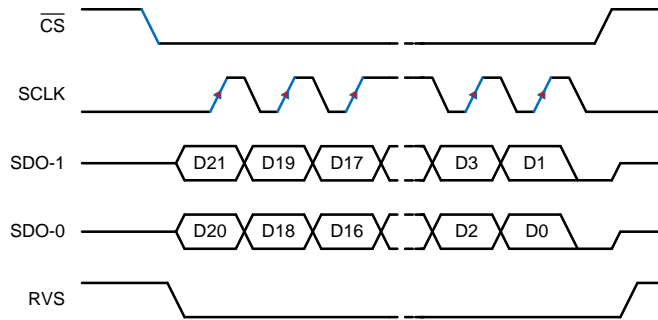 CS
SCLK
SDO-1 D21 D19 D17 D3 D1
SDO-0 D20 D18 D16 D2 D0
RVS